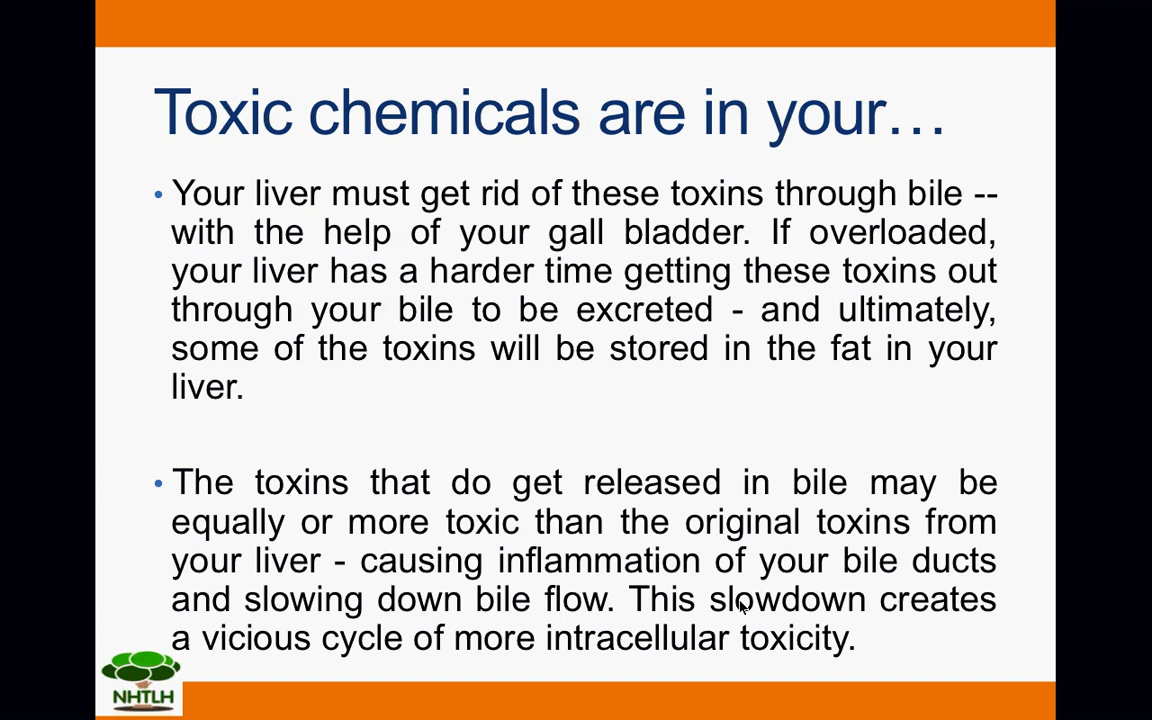 Toxic chemicals are in your…
• Your liver must get rid of these toxins through bile --
with the help of your gall bladder. If overloaded,
your liver has a harder time getting these toxins out
through your bile to be excreted - and ultimately,
some of the toxins will be stored in the fat in your
liver.
• The toxins that do get released in bile may be
equally or more toxic than the original toxins from
your liver - causing inflammation of your bile ducts
and slowing down bile flow. This slowdown creates
a vicious cycle of more intracellular toxicity.
NHTLH